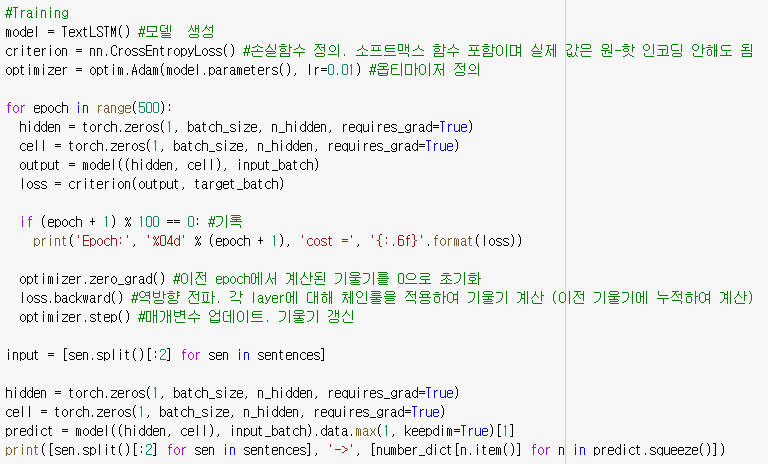 #Training
model = TextLSTM() #모델  생성
criterion = nn.CrossEntropyLoss() #손실함수 정의. 소프트맥스 함수 포함이며 실제 값은 원-핫 인코딩 안해도 됨
optimizer = optim.Adam(model.parameters(), lr=0.01) #옵티마이저 정의

for epoch in range(500):
  hidden = torch.zeros(1, batch_size, n_hidden, requires_grad=True)
  cell = torch.zeros(1, batch_size, n_hidden, requires_grad=True)
  output = model((hidden, cell), input_batch)
  loss = criterion(output, target_batch)

  if (epoch + 1) % 100 == 0: #기록
    print('Epoch:', '%04d' % (epoch + 1), 'cost =', '{:.6f}'.format(loss))

  optimizer.zero_grad() #이전 epoch에서 계산된 기울기를 0으로 초기화
  loss.backward() #역방향 전파. 각 layer에 대해 체인룰을 적용하여 기울기 계산 (이전 기울기에 누적하여 계산)
  optimizer.step() #매개변수 업데이트. 기울기 갱신

input = [sen.split()[:2] for sen in sentences]

hidden = torch.zeros(1, batch_size, n_hidden, requires_grad=True)
cell = torch.zeros(1, batch_size, n_hidden, requires_grad=True)
predict = model((hidden, cell), input_batch).data.max(1, keepdim=True)[1]
print([sen.split()[:2] for sen in sentences], '->', [number_dict[n.item()] for n in predict.squeeze()])